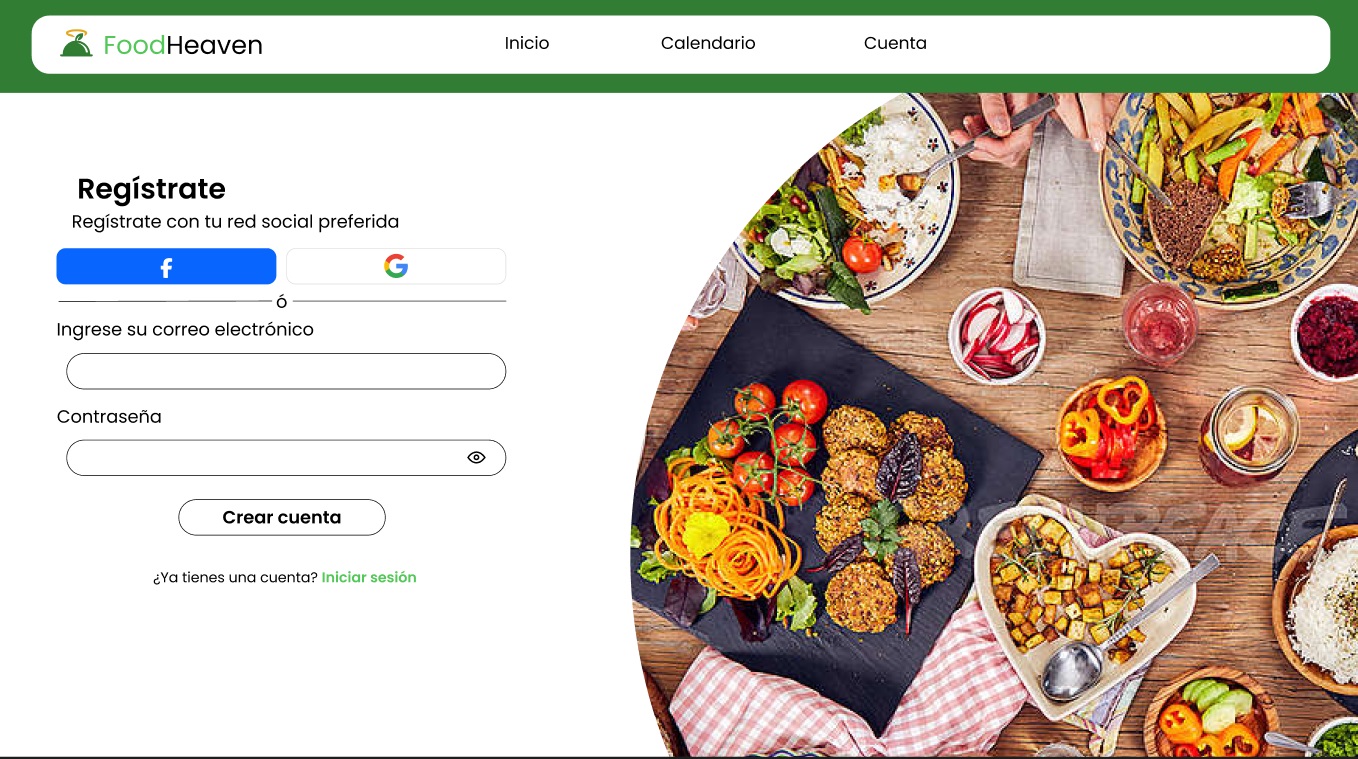 FoodHeaven
Inicio
Calendario
Cuenta
Regístrate
Regístrate con tu red social preferida
ó
Ingrese su correo electrónico
Contraseña
Crear cuenta
¿Ya tienes una cuenta? Iniciar sesión